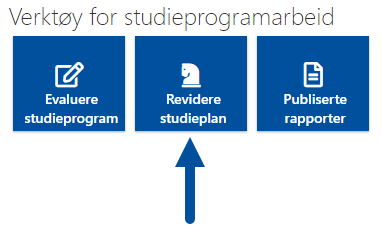 Verktøy for studieprogramarbeid
Evaluere
studieprogram
Revidere
studieplan
Publiserte
rapporter